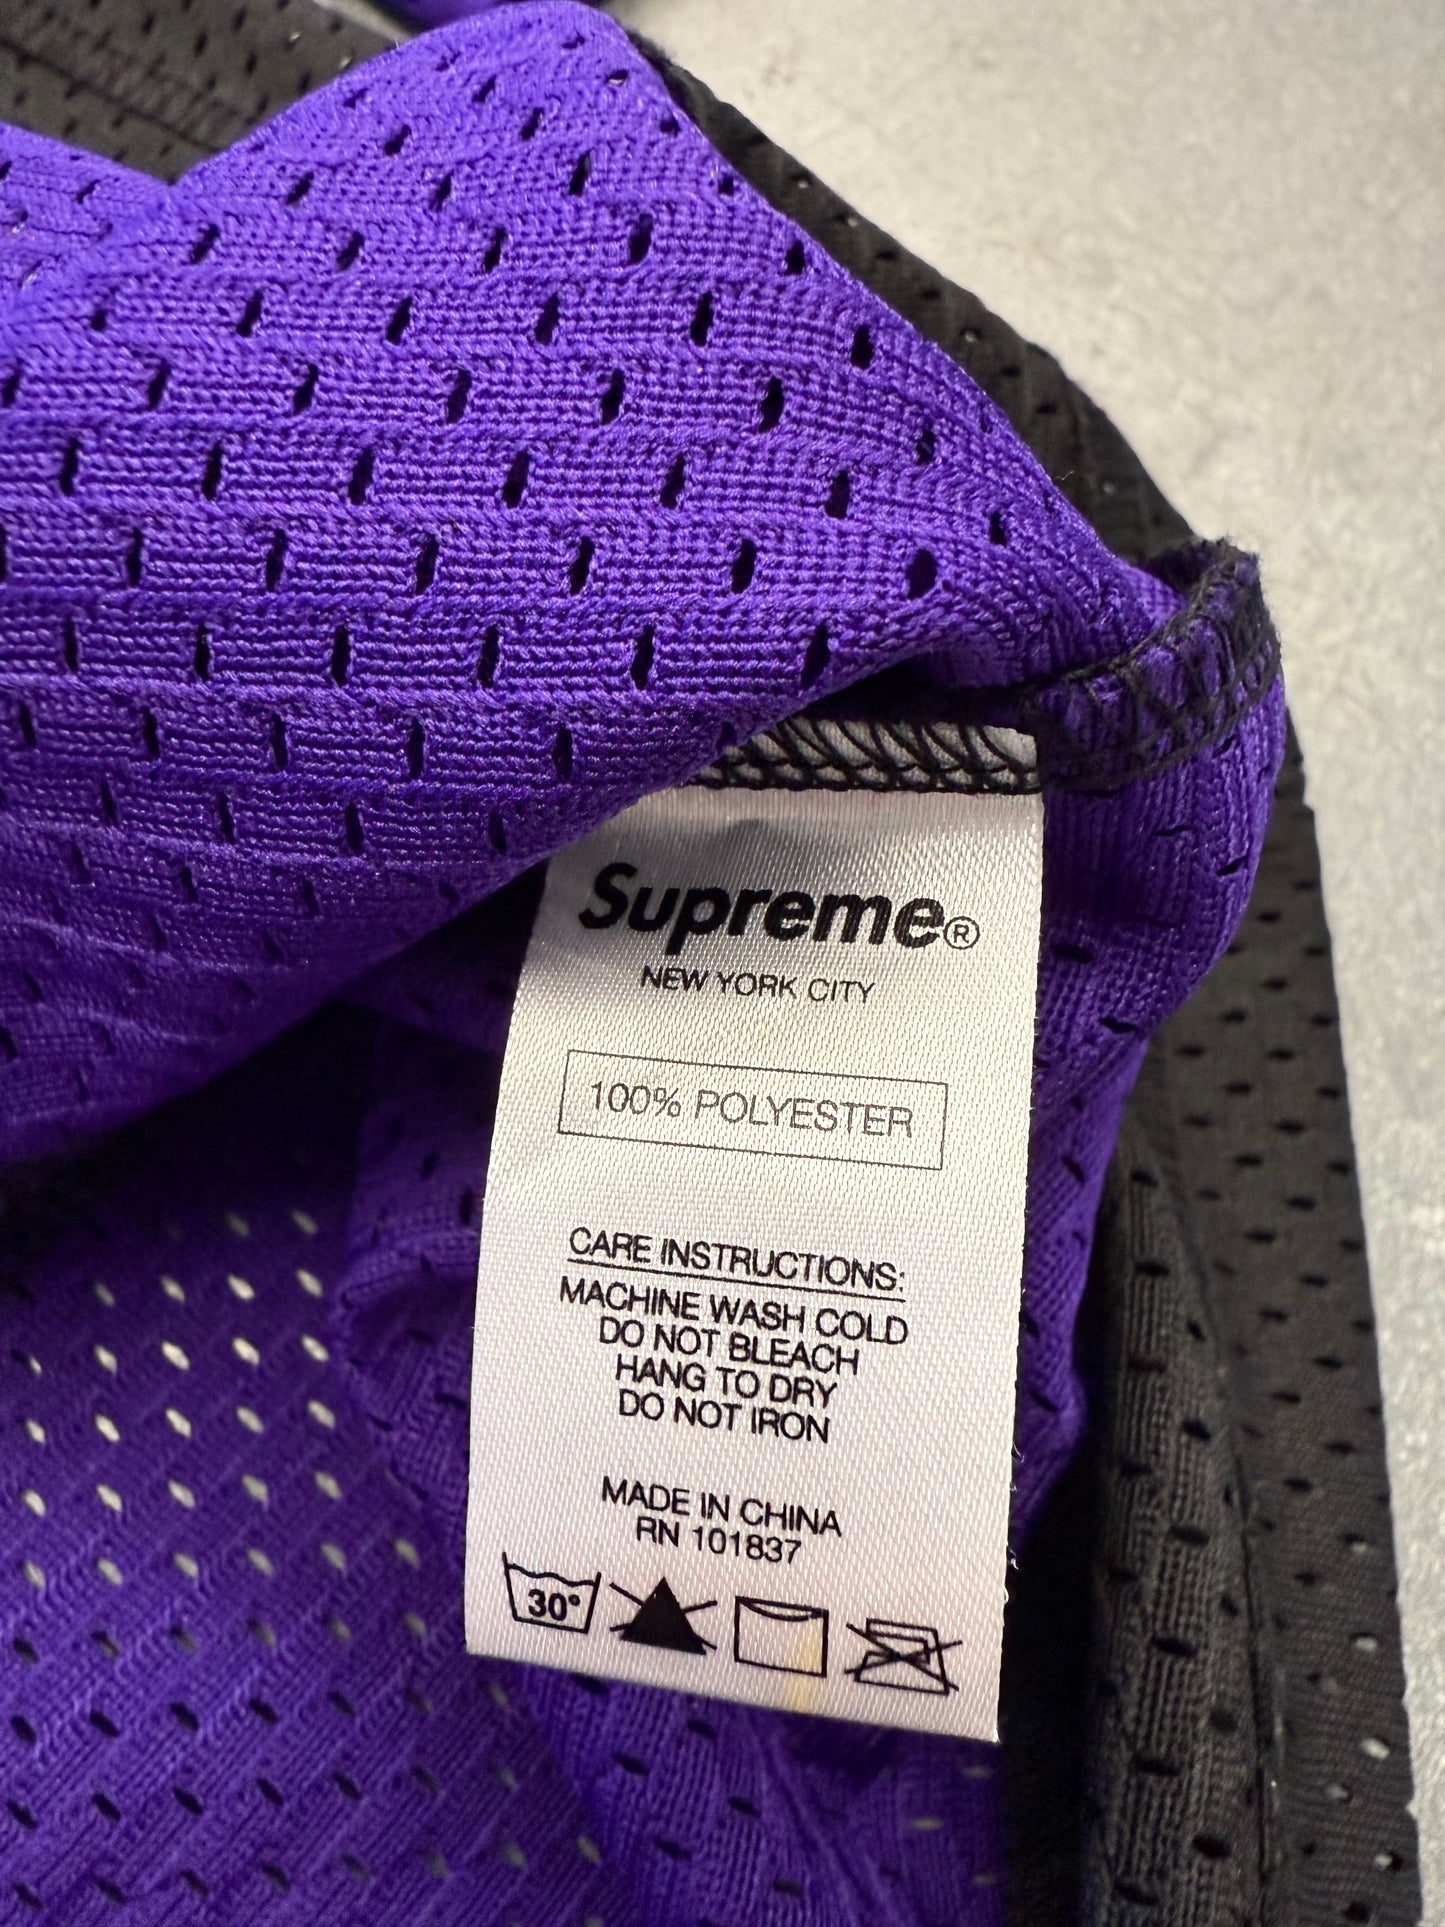 Supreme®
NEW YORK CITY
100% POLYESTER
CARE INSTRUCTIONS:
MACHINE WASH COLD
DO NOT BLEACH
HANG TO DRY
DO NOT IRON
MADE IN CHINA
RN 101837
30°